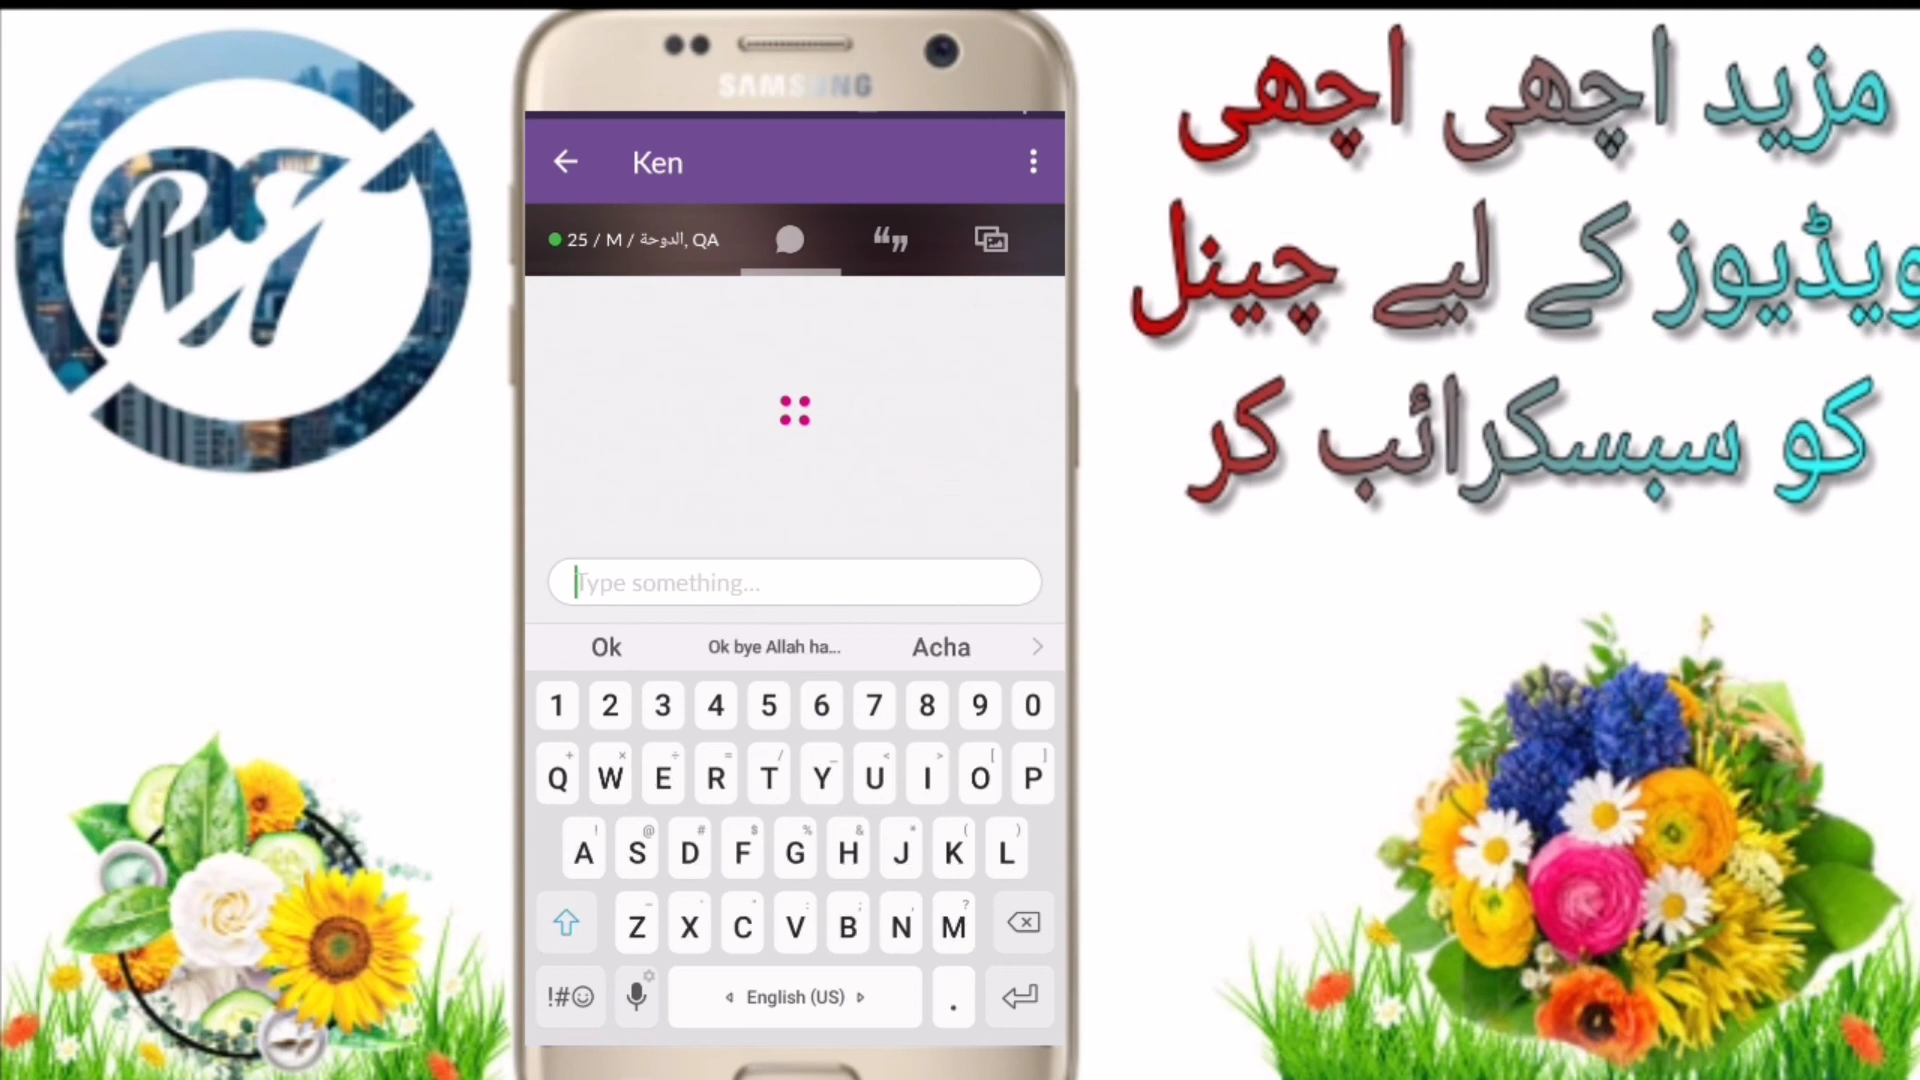 مزید اچھی اچھی
ویڈیوز کے لیے چینل
کو سبسکرائب کر
SAMSUNG
Ken
25 / M / الدوحة, QA
Type something...
Ok
Ok bye Allah ha...
Acha
1 2 3 4 5 6 7 8 9 0
Q W E R T Y U I O P
A S D F G H J K L
Z X C V B N M
!#☺ English (US) .